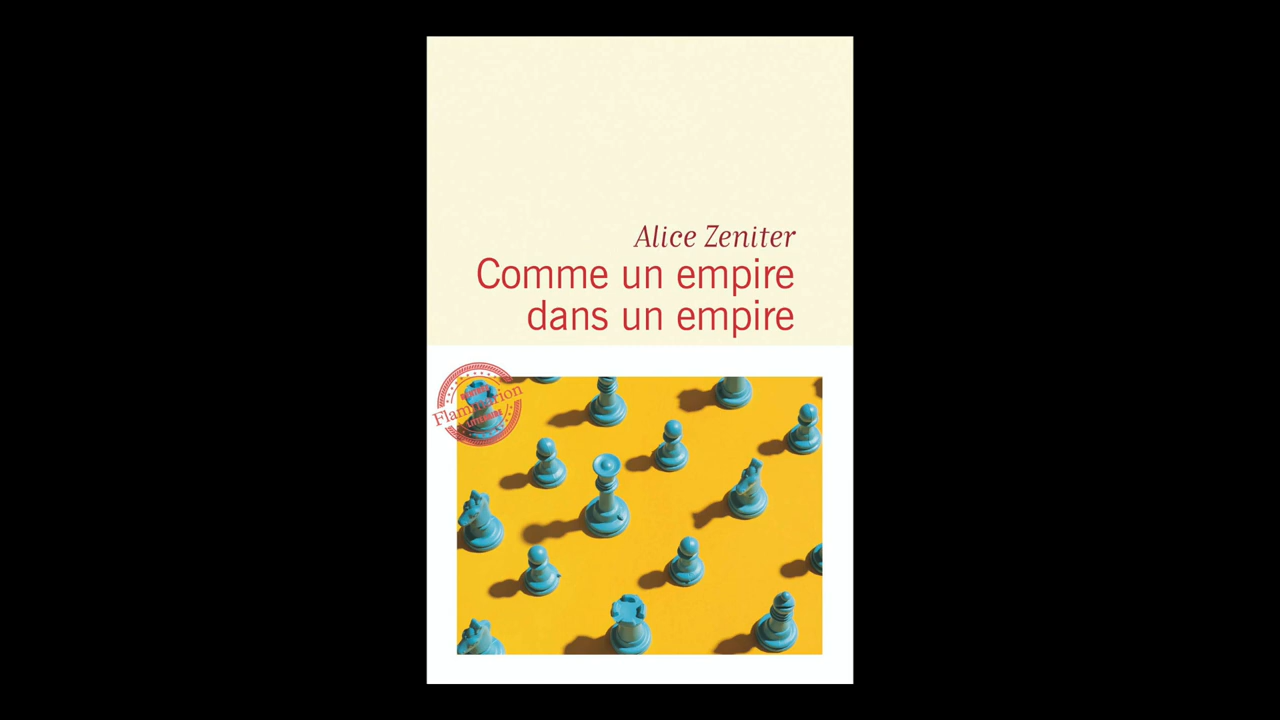 Alice Zeniter
Comme un empire
dans un empire
Flammarion